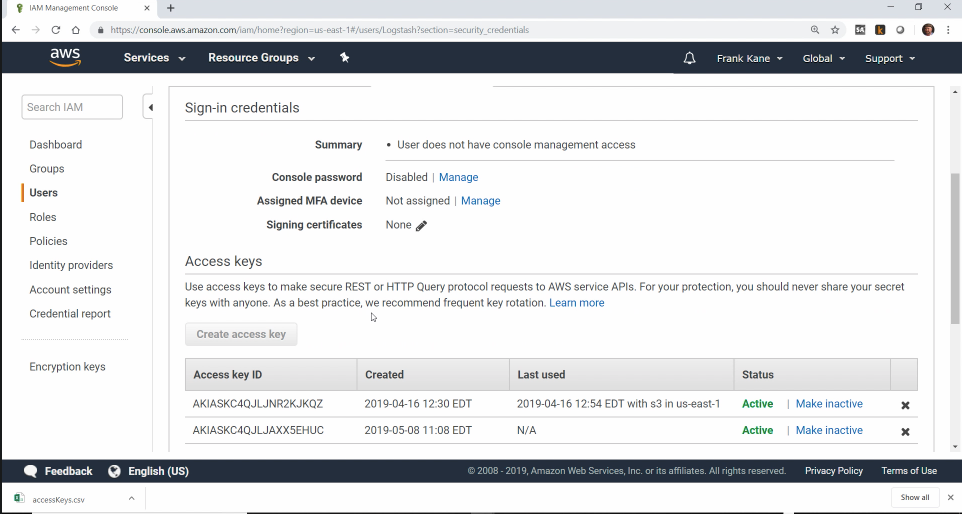 IAM Management Console
https://console.aws.amazon.com/iam/home?region=us-east-1#/users/Logstash?section=security_credentials
aws
Services
Resource Groups
Frank Kane
Global
Support
Search IAM
Dashboard
Groups
Users
Roles
Policies
Identity providers
Account settings
Credential report
Encryption keys
Sign-in credentials
Summary • User does not have console management access
Console password Disabled | Manage
Assigned MFA device Not assigned | Manage
Signing certificates None
Access keys
Use access keys to make secure REST or HTTP Query protocol requests to AWS service APIs. For your protection, you should never share your secret
keys with anyone. As a best practice, we recommend frequent key rotation. Learn more
Create access key
Access key ID Created Last used Status
AKIASKC4QJLJNR2KJKQZ 2019-04-16 12:30 EDT 2019-04-16 12:54 EDT with s3 in us-east-1 Active | Make inactive
AKIASKC4QJLJAXX5EHUC 2019-05-08 11:08 EDT N/A Active | Make inactive
Feedback English (US) © 2008 - 2019, Amazon Web Services, Inc. or its affiliates. All rights reserved. Privacy Policy Terms of Use
accessKeys.csv
Show all